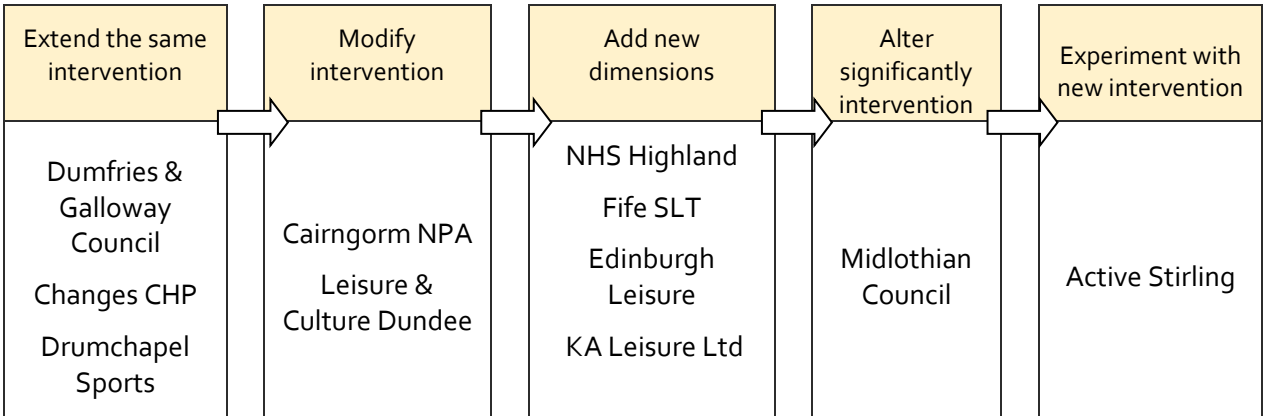 Extend the same
intervention
Dumfries &
Galloway
Council
Changes CHP
Drumchapel
Sports
Modify
intervention
Cairngorm NPA
Leisure &
Culture Dundee
Add new
dimensions
NHS Highland
Fife SLT
Edinburgh
Leisure
KA Leisure Ltd
Alter
significantly
intervention
Midlothian
Council
Experiment with
new intervention
Active Stirling